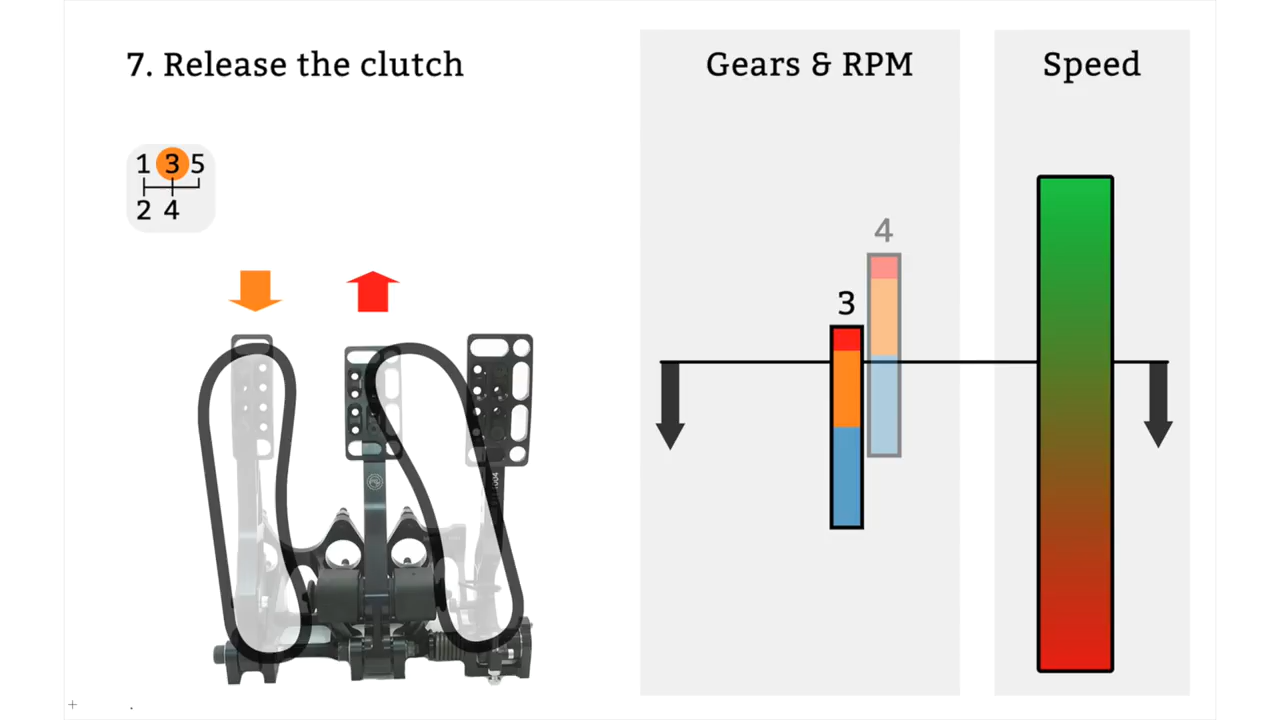 7. Release the clutch
Gears & RPM
Speed
1 3 5
2 4
4
3